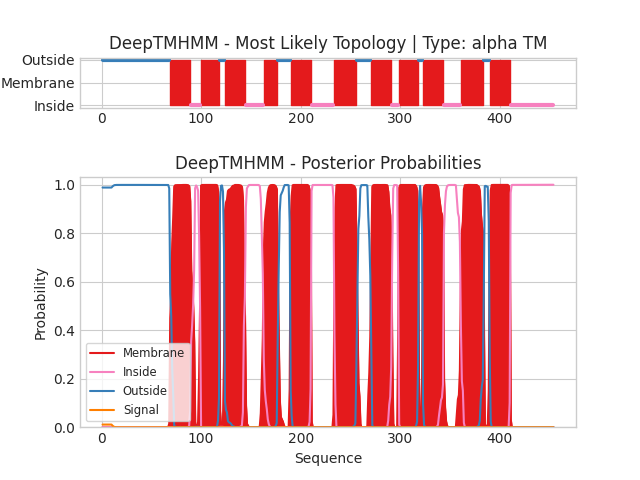 DeepTMHMM - Most Likely Topology | Type: alpha TM
Outside
Membrane
Inside
0 100 200 300 400
DeepTMHMM - Posterior Probabilities
1.0
0.8
0.6
0.4
0.2
0.0
Probability
Membrane
Inside
Outside
Signal
0 100 200 300 400
Sequence